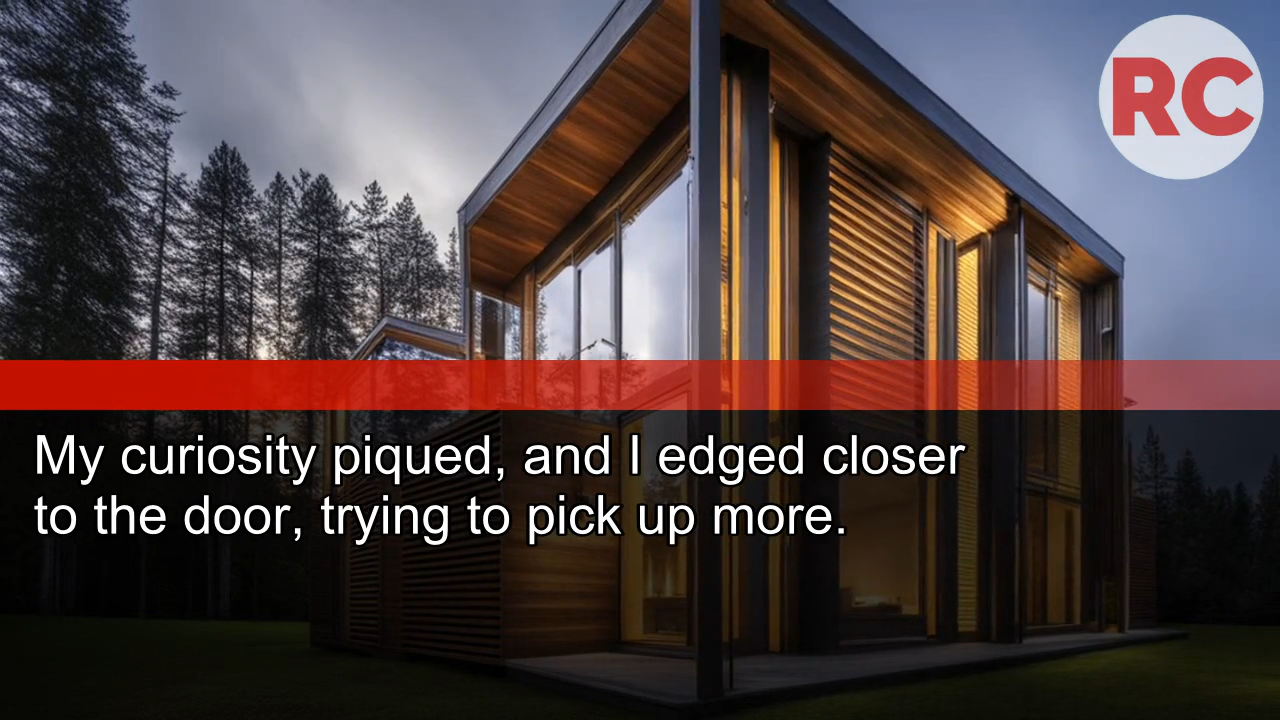 RC
My curiosity piqued, and I edged closer
to the door, trying to pick up more.